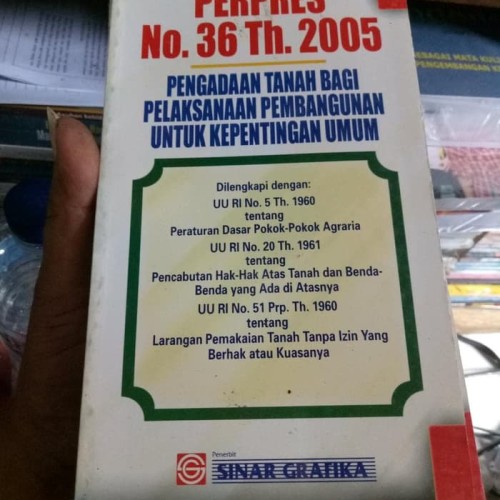 PERPRES
No. 36 Th. 2005
PENGADAAN TANAH BAGI
PELAKSANAAN PEMBANGUNAN
UNTUK KEPENTINGAN UMUM
Dilengkapi dengan:
UU RI No. 5 Th. 1960
tentang
Peraturan Dasar Pokok-Pokok Agraria
UU RI No. 20 Th. 1961
tentang
Pencabutan Hak-Hak Atas Tanah dan Benda-
Benda yang Ada di Atasnya
UU RI No. 51 Prp. Th. 1960
tentang
Larangan Pemakaian Tanah Tanpa Izin Yang
Berhak atau Kuasanya
Penerbit
SINAR GRAFIKA
MATA
PENGEMBANGAN